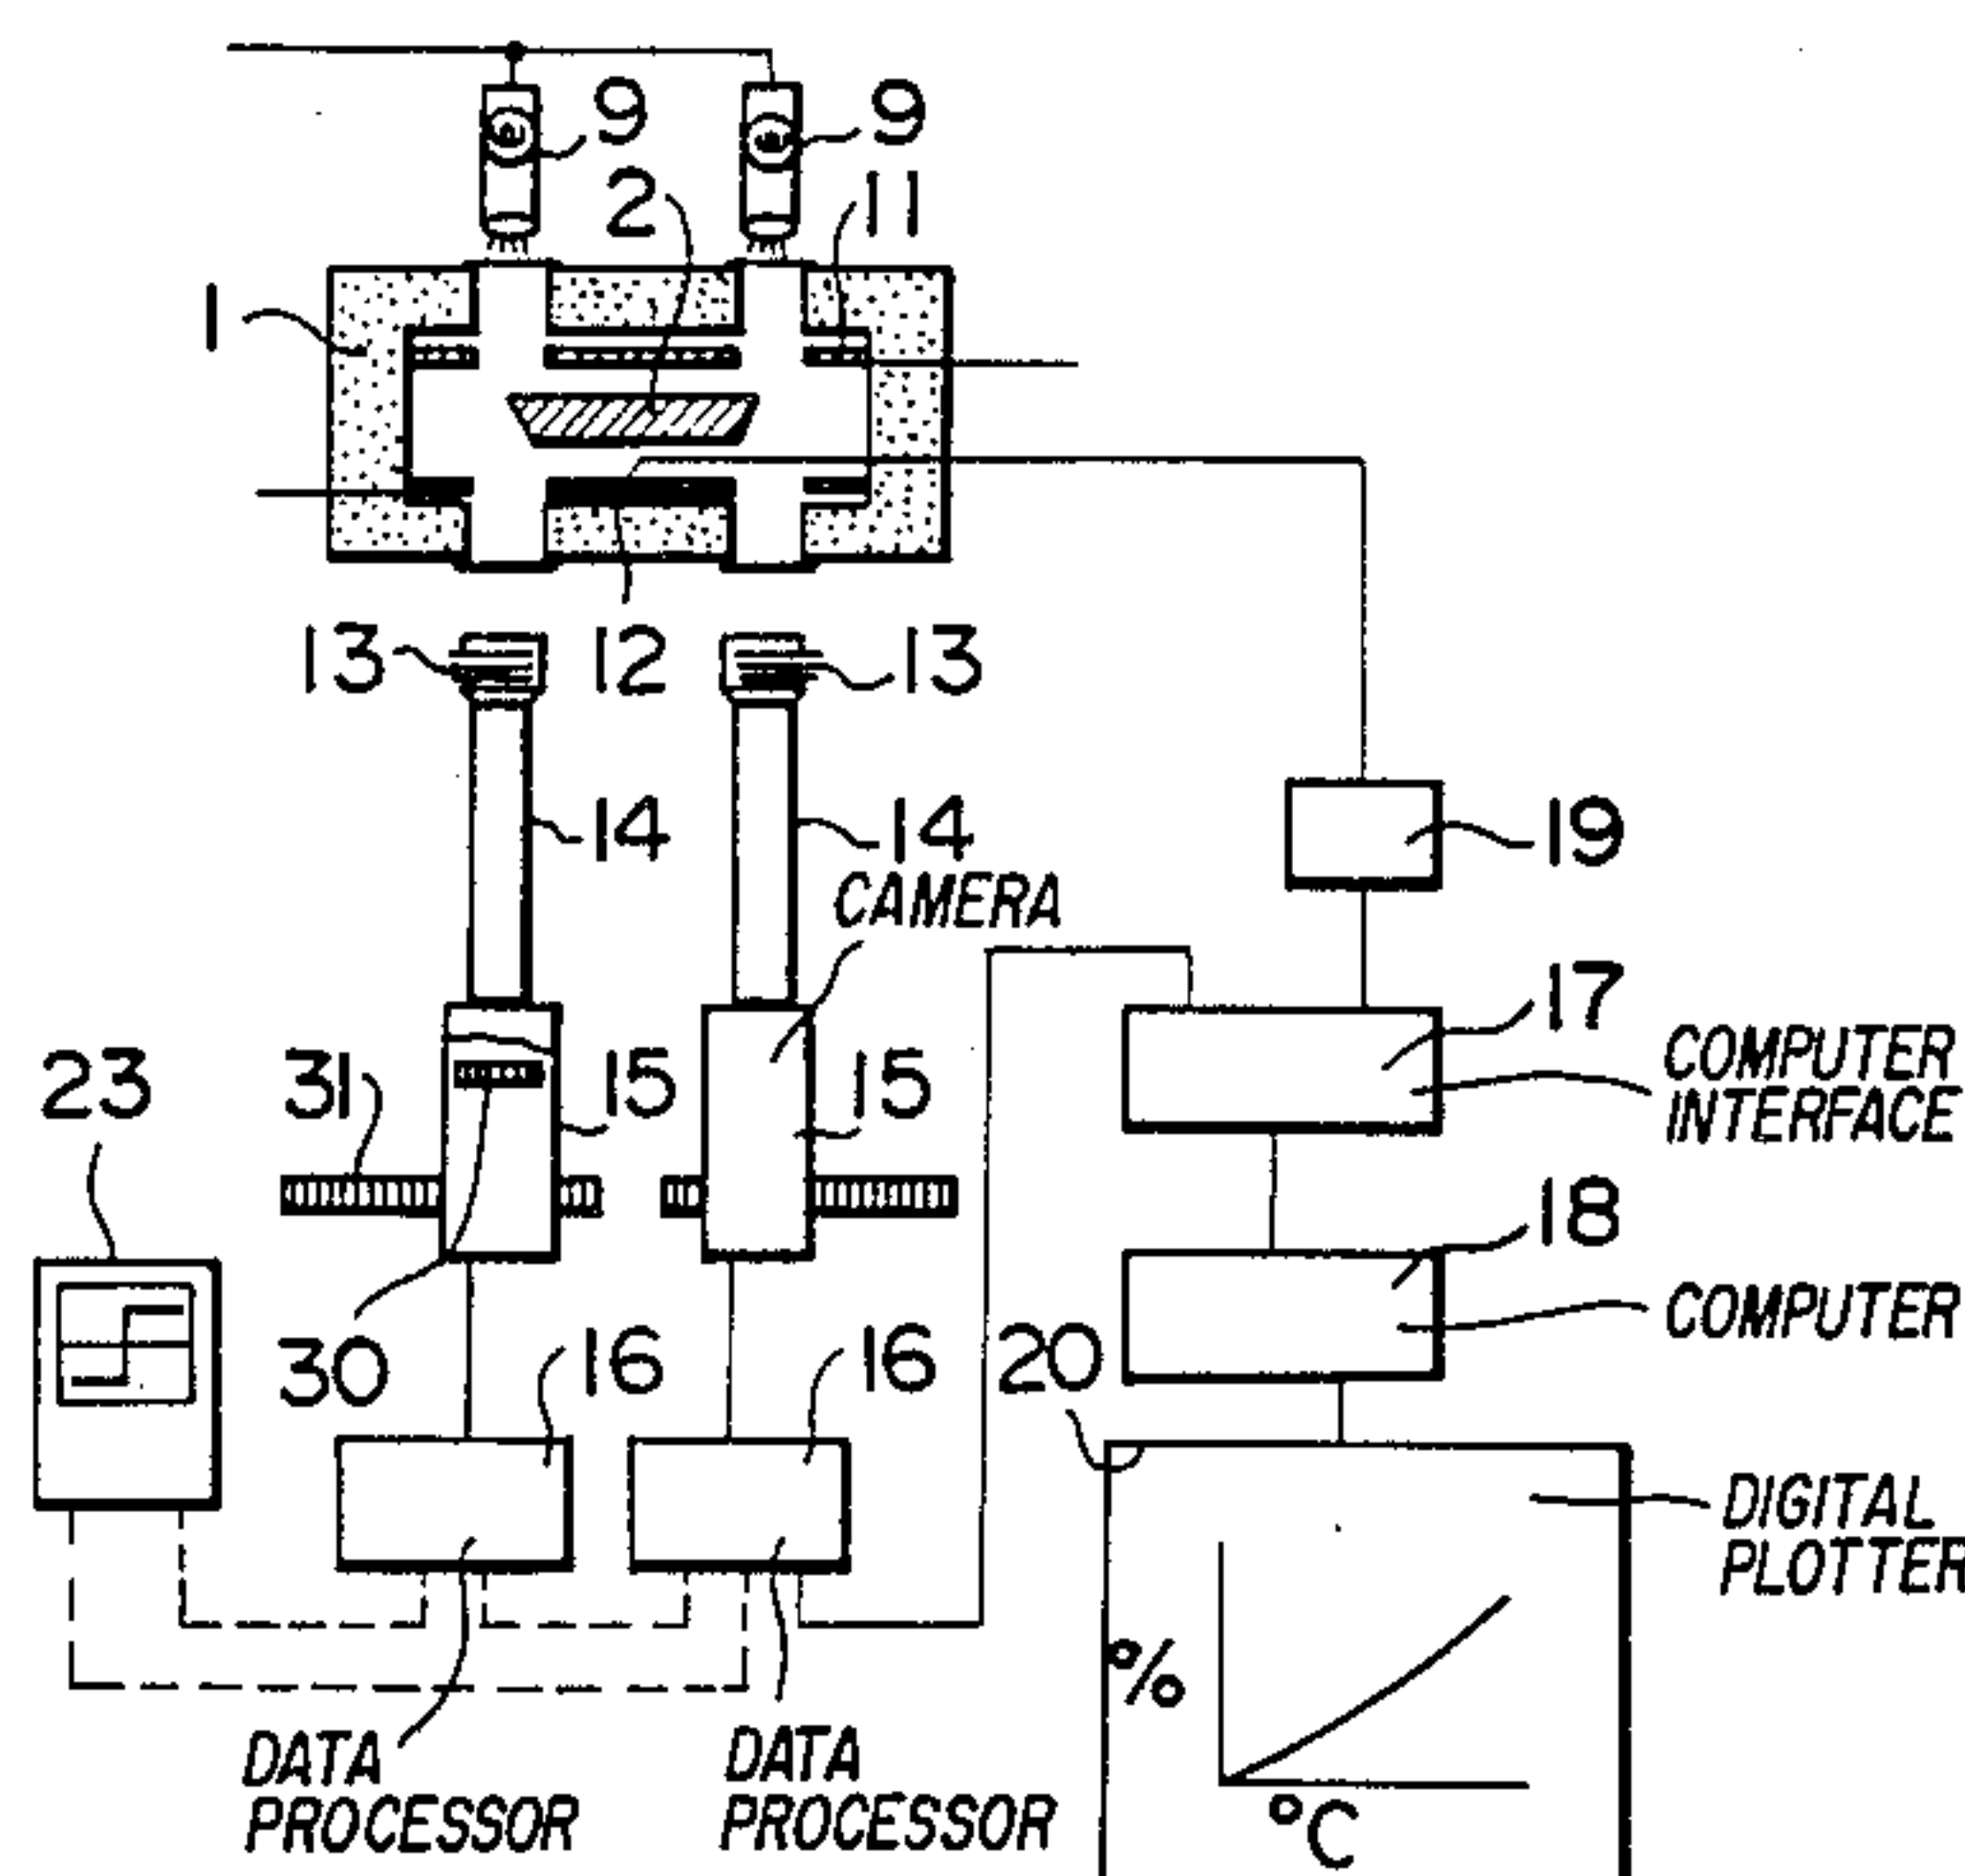 9
9
2
11
1
13
12
13
14
14
CAMERA
19
17
COMPUTER
INTERFACE
23
31
15
15
18
COMPUTER
30
16
16
20
DIGITAL
PLOTTER
%
°C
DATA
PROCESSOR
DATA
PROCESSOR